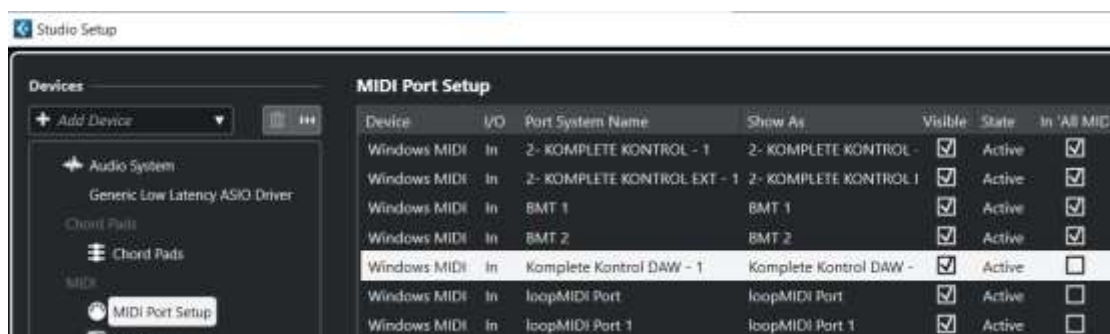 Studio Setup
Devices
MIDI Port Setup
Add Device
Device I/O Port System Name Show As Visible State In 'All MID
Audio System
Generic Low Latency ASIO Driver
Chord Pads
Chord Pads
MIDI
MIDI Port Setup
Windows MIDI In 2- KOMPLETE KONTROL - 1 2- KOMPLETE KONTROL - Active
Windows MIDI In 2- KOMPLETE KONTROL EXT - 1 2- KOMPLETE KONTROL Active
Windows MIDI In BMT 1 BMT 1 Active
Windows MIDI In BMT 2 BMT 2 Active
Windows MIDI In Komplete Kontrol DAW - 1 Komplete Kontrol DAW - Active
Windows MIDI In loopMIDI Port loopMIDI Port Active
Windows MIDI In loopMIDI Port 1 loopMIDI Port 1 Active